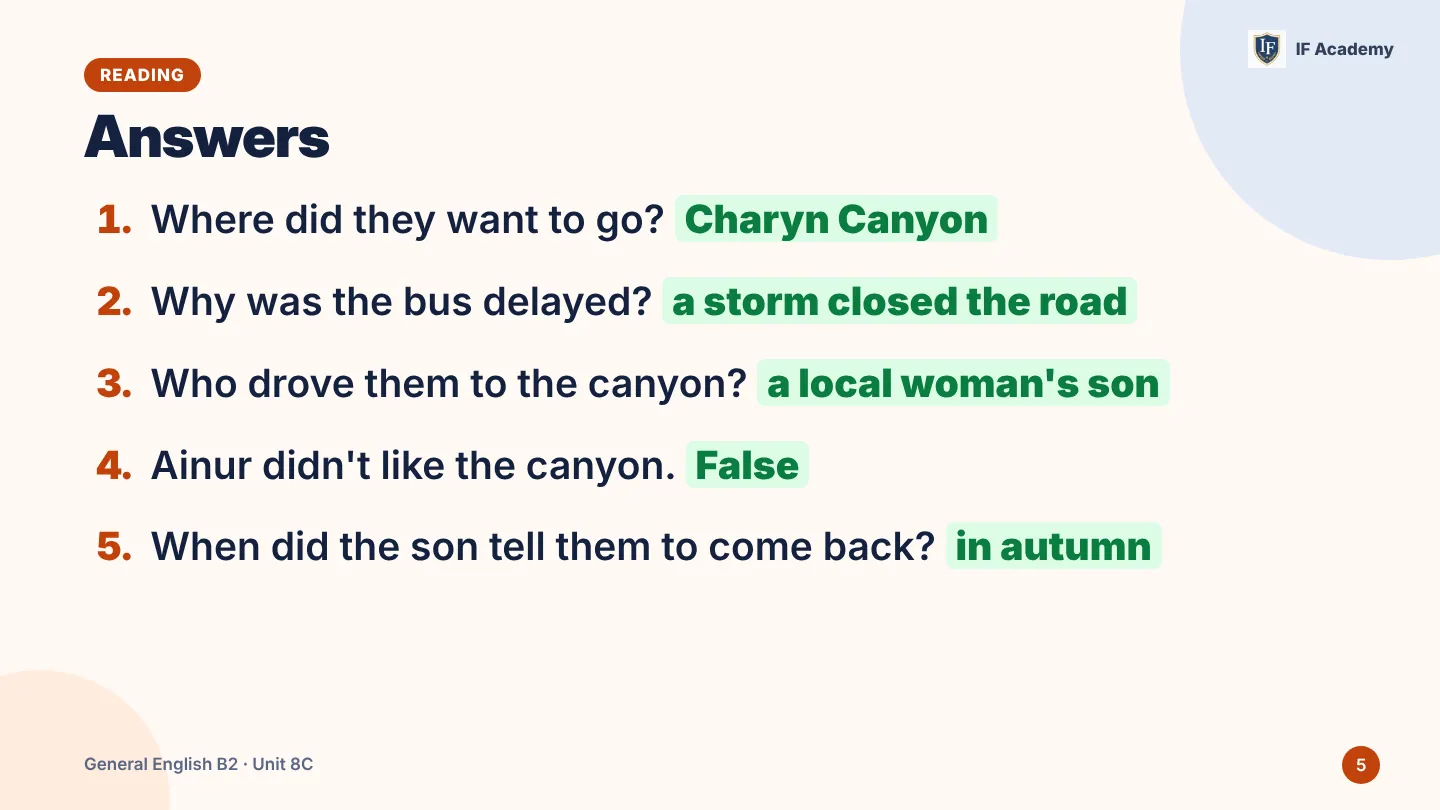 IF Academy
READING
Answers
1. Where did they want to go? Charyn Canyon
2. Why was the bus delayed? a storm closed the road
3. Who drove them to the canyon? a local woman's son
4. Ainur didn't like the canyon. False
5. When did the son tell them to come back? in autumn
General English B2 · Unit 8C
5